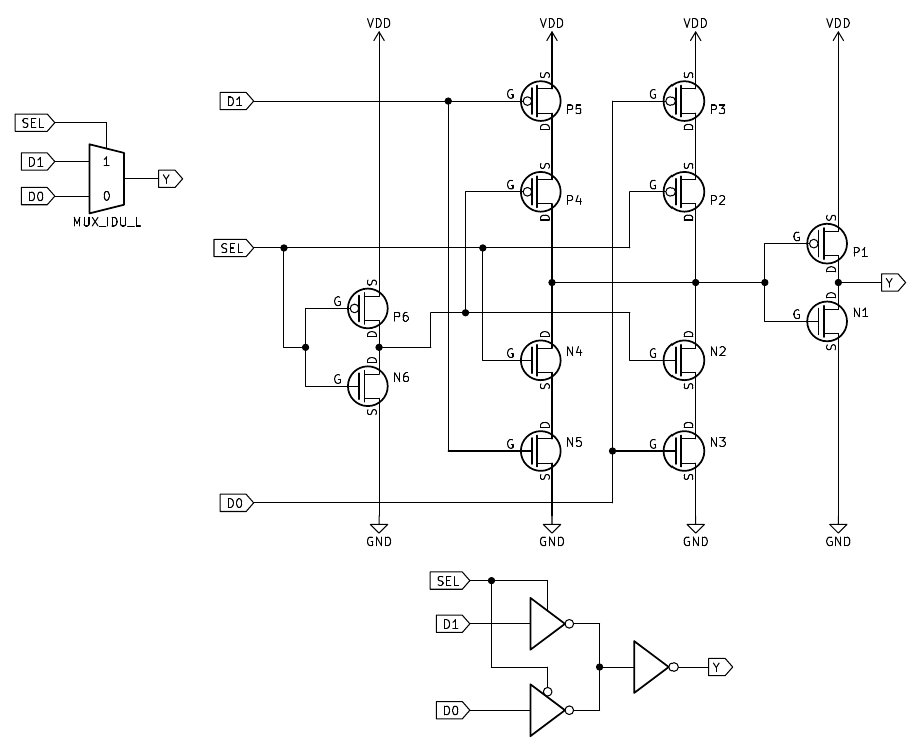 VDD VDD VDD VDD
S S
D1 G P5 G P3
D D
SEL
S S
D1 1
Y
D0 0 G P4 G P2
MUX_IDU_L
D D S
SEL G P1
D
S Y
G P6 D G N1
D D D S
D G N4 G N2
G N6 S S
S D D
G N5 G N3
S S
D0
GND GND GND GND
SEL
D1
Y
D0